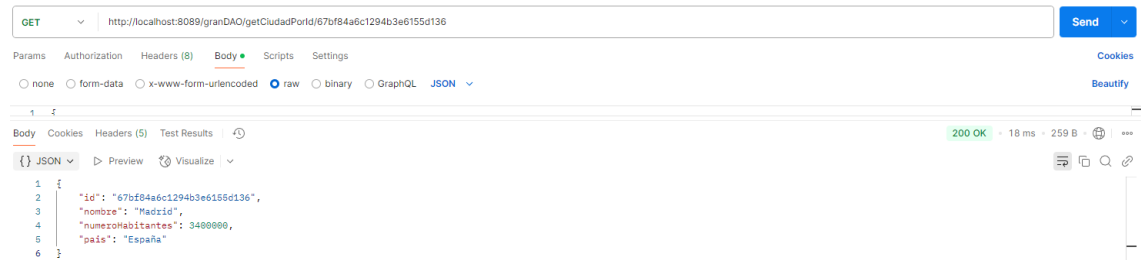 GET http://localhost:8089/granDAO/getCiudadPorId/67bf84a6c1294b3e6155d136 Send
Params Authorization Headers (8) Body Scripts Settings Cookies
none form-data x-www-form-urlencoded raw binary GraphQL JSON Beautify
1 {
Body Cookies Headers (5) Test Results 200 OK 18 ms 259 B
{} JSON Preview Visualize
1 {
2 "id": "67bf84a6c1294b3e6155d136",
3 "nombre": "Madrid",
4 "numeroHabitantes": 3400000,
5 "pais": "España"
6 }